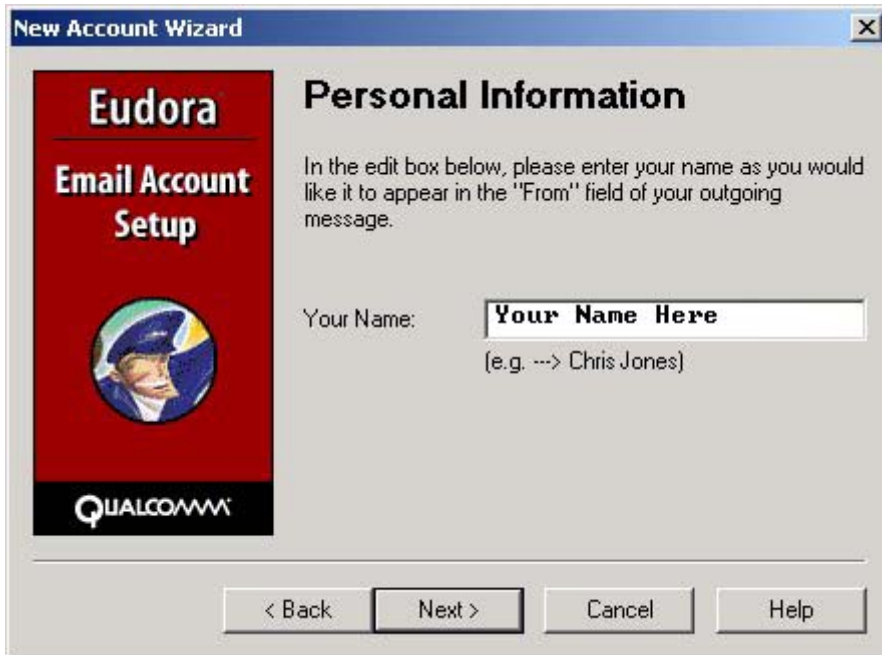 New Account Wizard
Eudora
Email Account
Setup
QUALCOMM
Personal Information
In the edit box below, please enter your name as you would
like it to appear in the "From" field of your outgoing
message.
Your Name:
Your Name Here
(e.g. ---> Chris Jones)
< Back
Next >
Cancel
Help